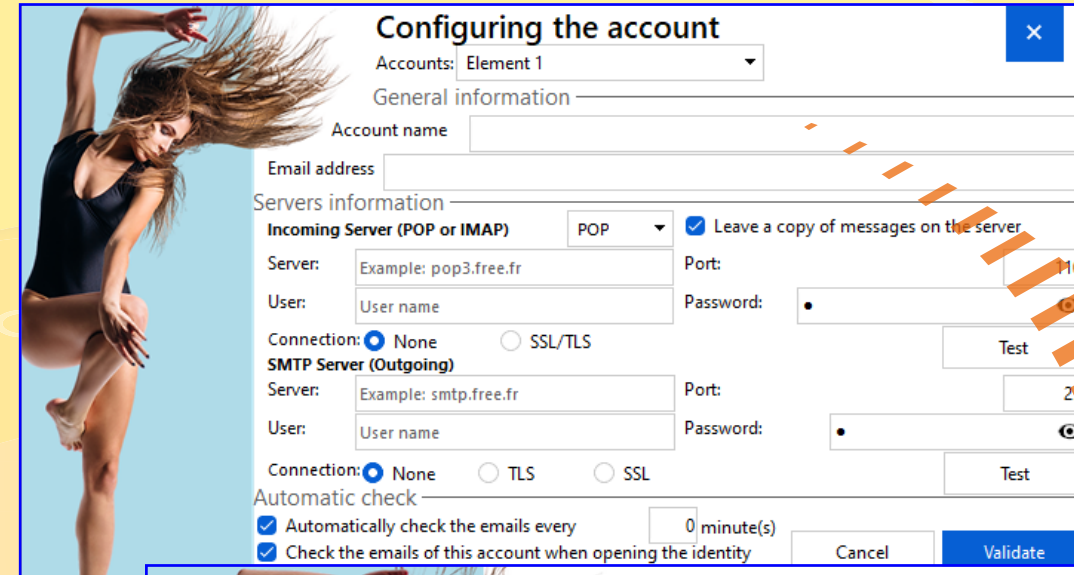 Configuring the account
×
Accounts: Element 1
General information
Account name
Email address
Servers information
Incoming Server (POP or IMAP) POP Leave a copy of messages on the server
Server: Example: pop3.free.fr Port:
User: User name Password: •
Connection: None SSL/TLS Test
SMTP Server (Outgoing)
Server: Example: smtp.free.fr Port:
User: User name Password: •
Connection: None TLS SSL Test
Automatic check
Automatically check the emails every 0 minute(s)
Check the emails of this account when opening the identity Cancel Validate